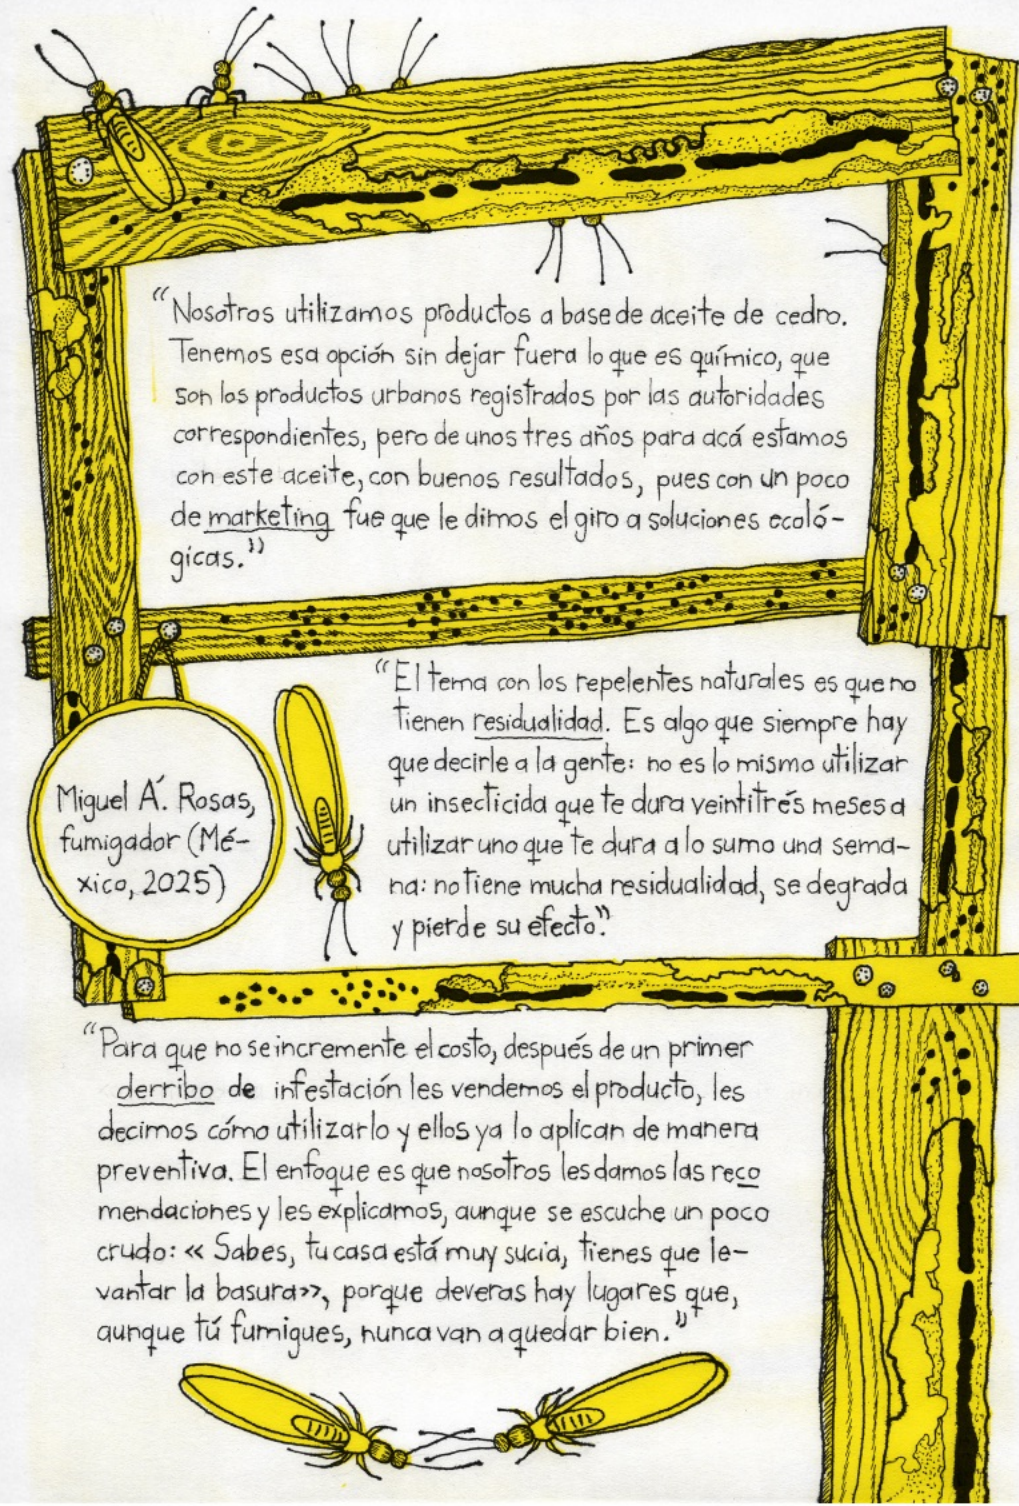 “Nosotros utilizamos productos a base de aceite de cedro.
Tenemos esa opción sin dejar fuera lo que es químico, que
son los productos urbanos registrados por las autoridades
correspondientes, pero de unos tres años para acá estamos
con este aceite, con buenos resultados, pues con un poco
de marketing fue que le dimos el giro a soluciones ecoló-
gicas.”
“El tema con los repelentes naturales es que no
tienen residualidad. Es algo que siempre hay
que decirle a la gente: no es lo mismo utilizar
un insecticida que te dura veintitrés meses a
utilizar uno que te dura a lo sumo una sema-
na: no tiene mucha residualidad, se degrada
y pierde su efecto.”
Miguel Á. Rosas,
fumigador (Mé-
xico, 2025)
“Para que no se incremente el costo, después de un primer
derribo de infestación les vendemos el producto, les
decimos cómo utilizarlo y ellos ya lo aplican de manera
preventiva. El enfoque es que nosotros les damos las reco
mendaciones y les explicamos, aunque se escuche un poco
crudo: «Sabes, tu casa está muy sucia, tienes que le-
vantar la basura», porque deveras hay lugares que,
aunque tú fumigues, nunca van a quedar bien.”